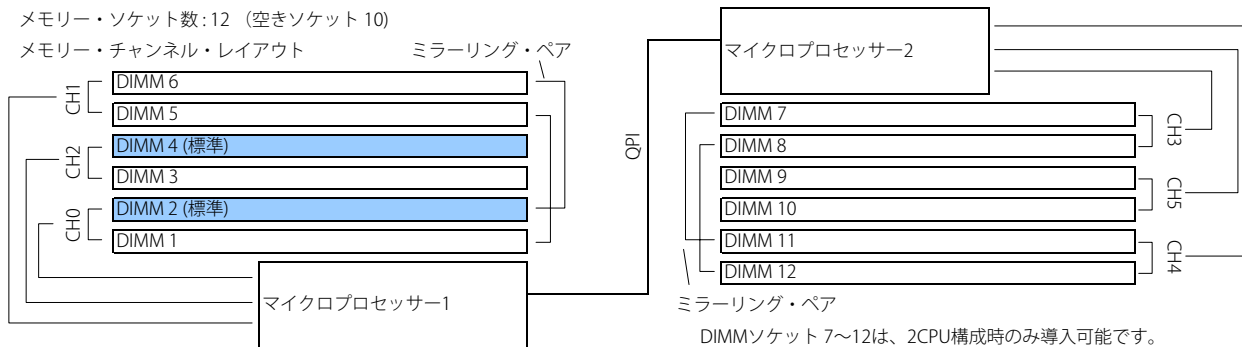 メモリー・ソケット数 : 12 （空きソケット 10)
メモリー・チャンネル・レイアウト
ミラーリング・ペア
CH1
DIMM 6
DIMM 5
CH2
DIMM 4 (標準)
DIMM 3
CH0
DIMM 2 (標準)
DIMM 1
マイクロプロセッサー1
QPI
マイクロプロセッサー2
DIMM 7
DIMM 8
CH3
DIMM 9
DIMM 10
CH5
DIMM 11
DIMM 12
CH4
ミラーリング・ペア
DIMMソケット 7～12は、2CPU構成時のみ導入可能です。